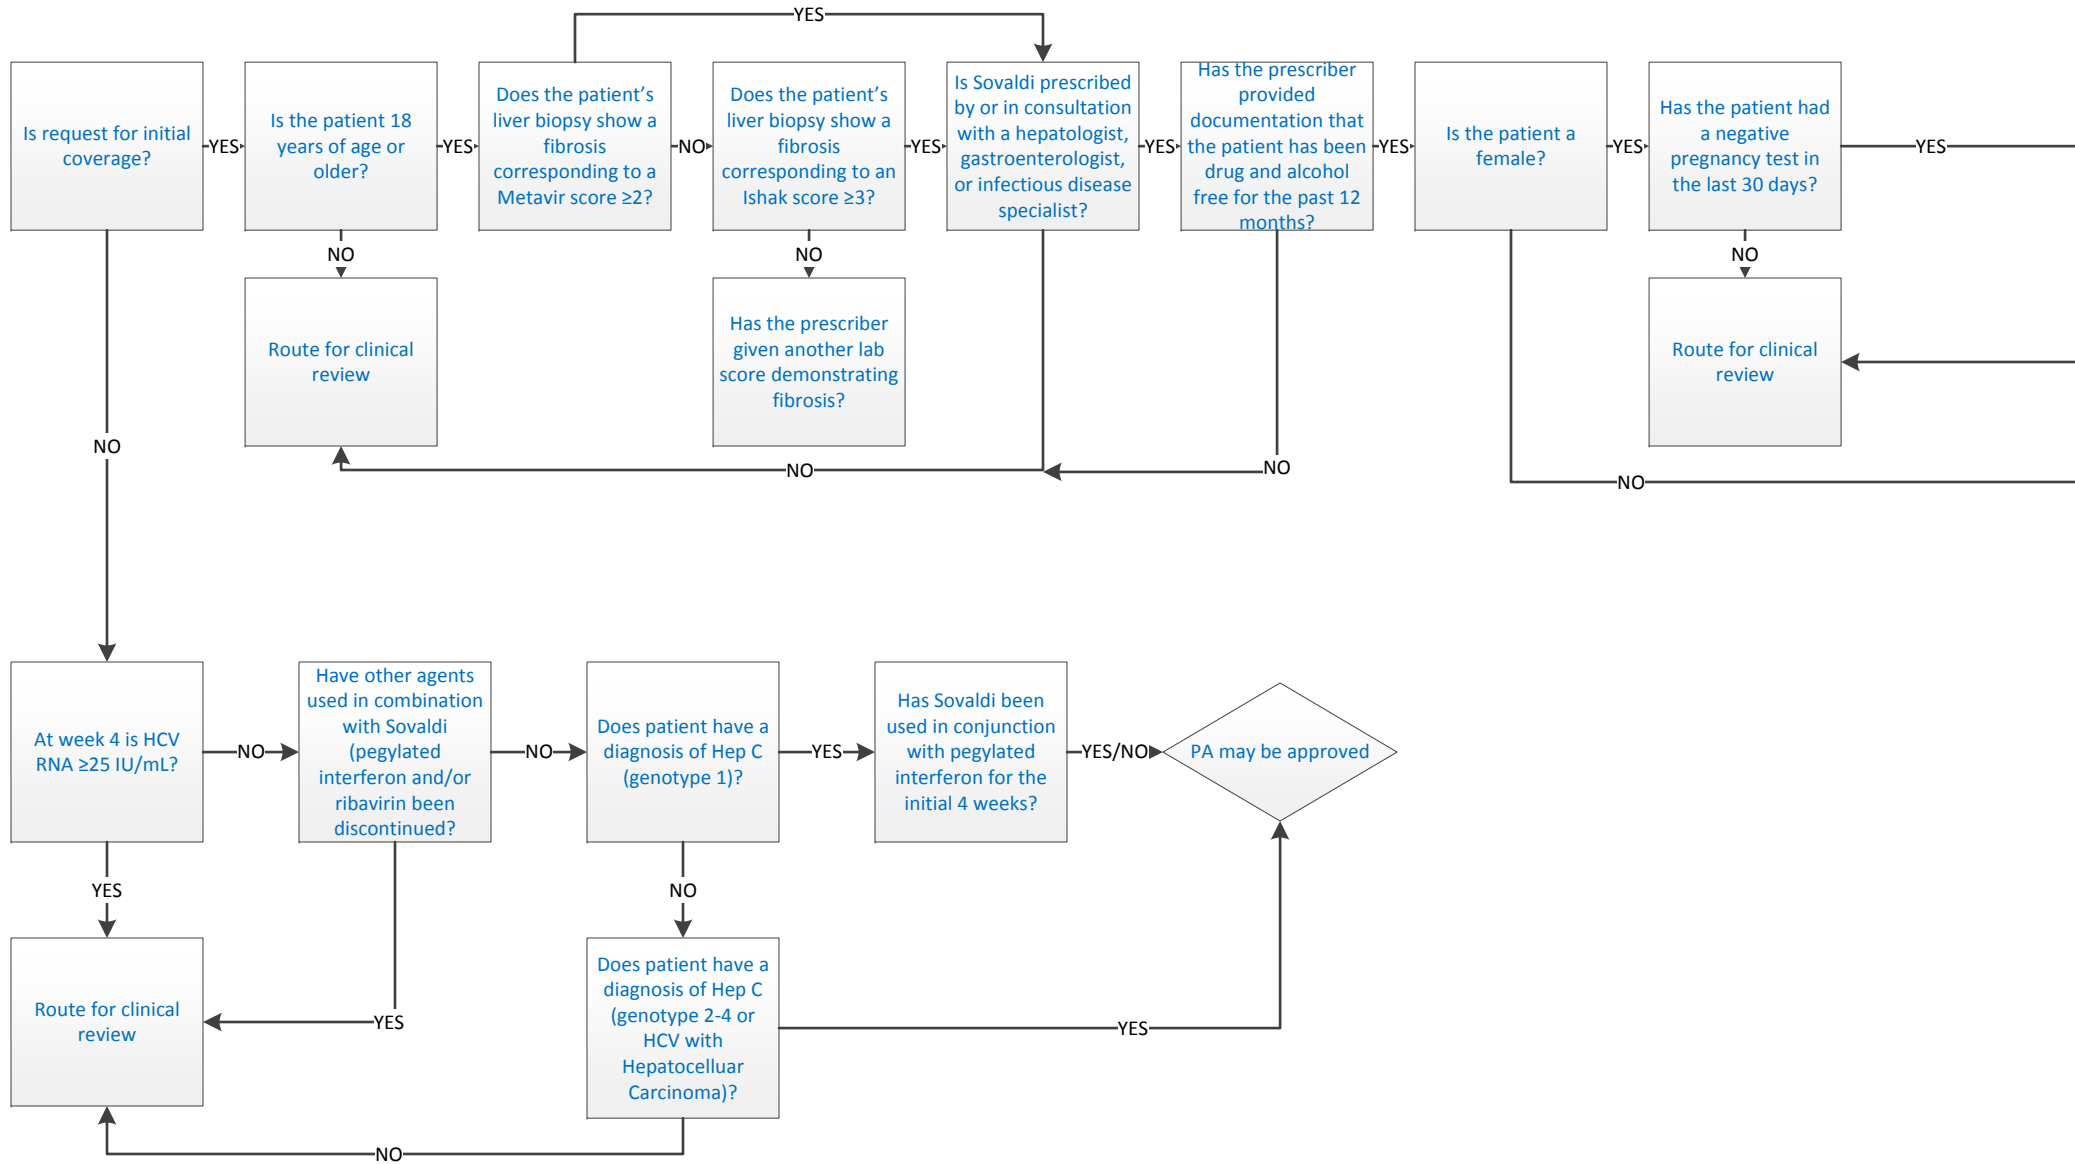 YES
Is request for initial
coverage?
YES
Is the patient 18
years of age or
older?
YES
Does the patient's
liver biopsy show a
fibrosis
corresponding to a
Metavir score ≥2?
NO
Does the patient's
liver biopsy show a
fibrosis
corresponding to an
Ishak score ≥3?
YES
Is Sovaldi prescribed
by or in consultation
with a hepatologist,
gastroenterologist,
or infectious disease
specialist?
YES
Has the prescriber
provided
documentation that
the patient has been
drug and alcohol
free for the past 12
months?
YES
Is the patient a
female?
YES
Has the patient had
a negative
pregnancy test in
the last 30 days?
YES
NO
NO
NO
Route for clinical
review
Has the prescriber
given another lab
score demonstrating
fibrosis?
Route for clinical
review
NO
NO
NO
NO
At week 4 is HCV
RNA ≥25 IU/mL?
NO
Have other agents
used in combination
with Sovaldi
(pegylated
interferon and/or
ribavirin been
discontinued?
NO
Does patient have a
diagnosis of Hep C
(genotype 1)?
YES
Has Sovaldi been
used in conjunction
with pegylated
interferon for the
initial 4 weeks?
YES/NO
PA may be approved
YES
NO
Route for clinical
review
YES
Does patient have a
diagnosis of Hep C
(genotype 2-4 or
HCV with
Hepatocelluar
Carcinoma)?
YES
NO